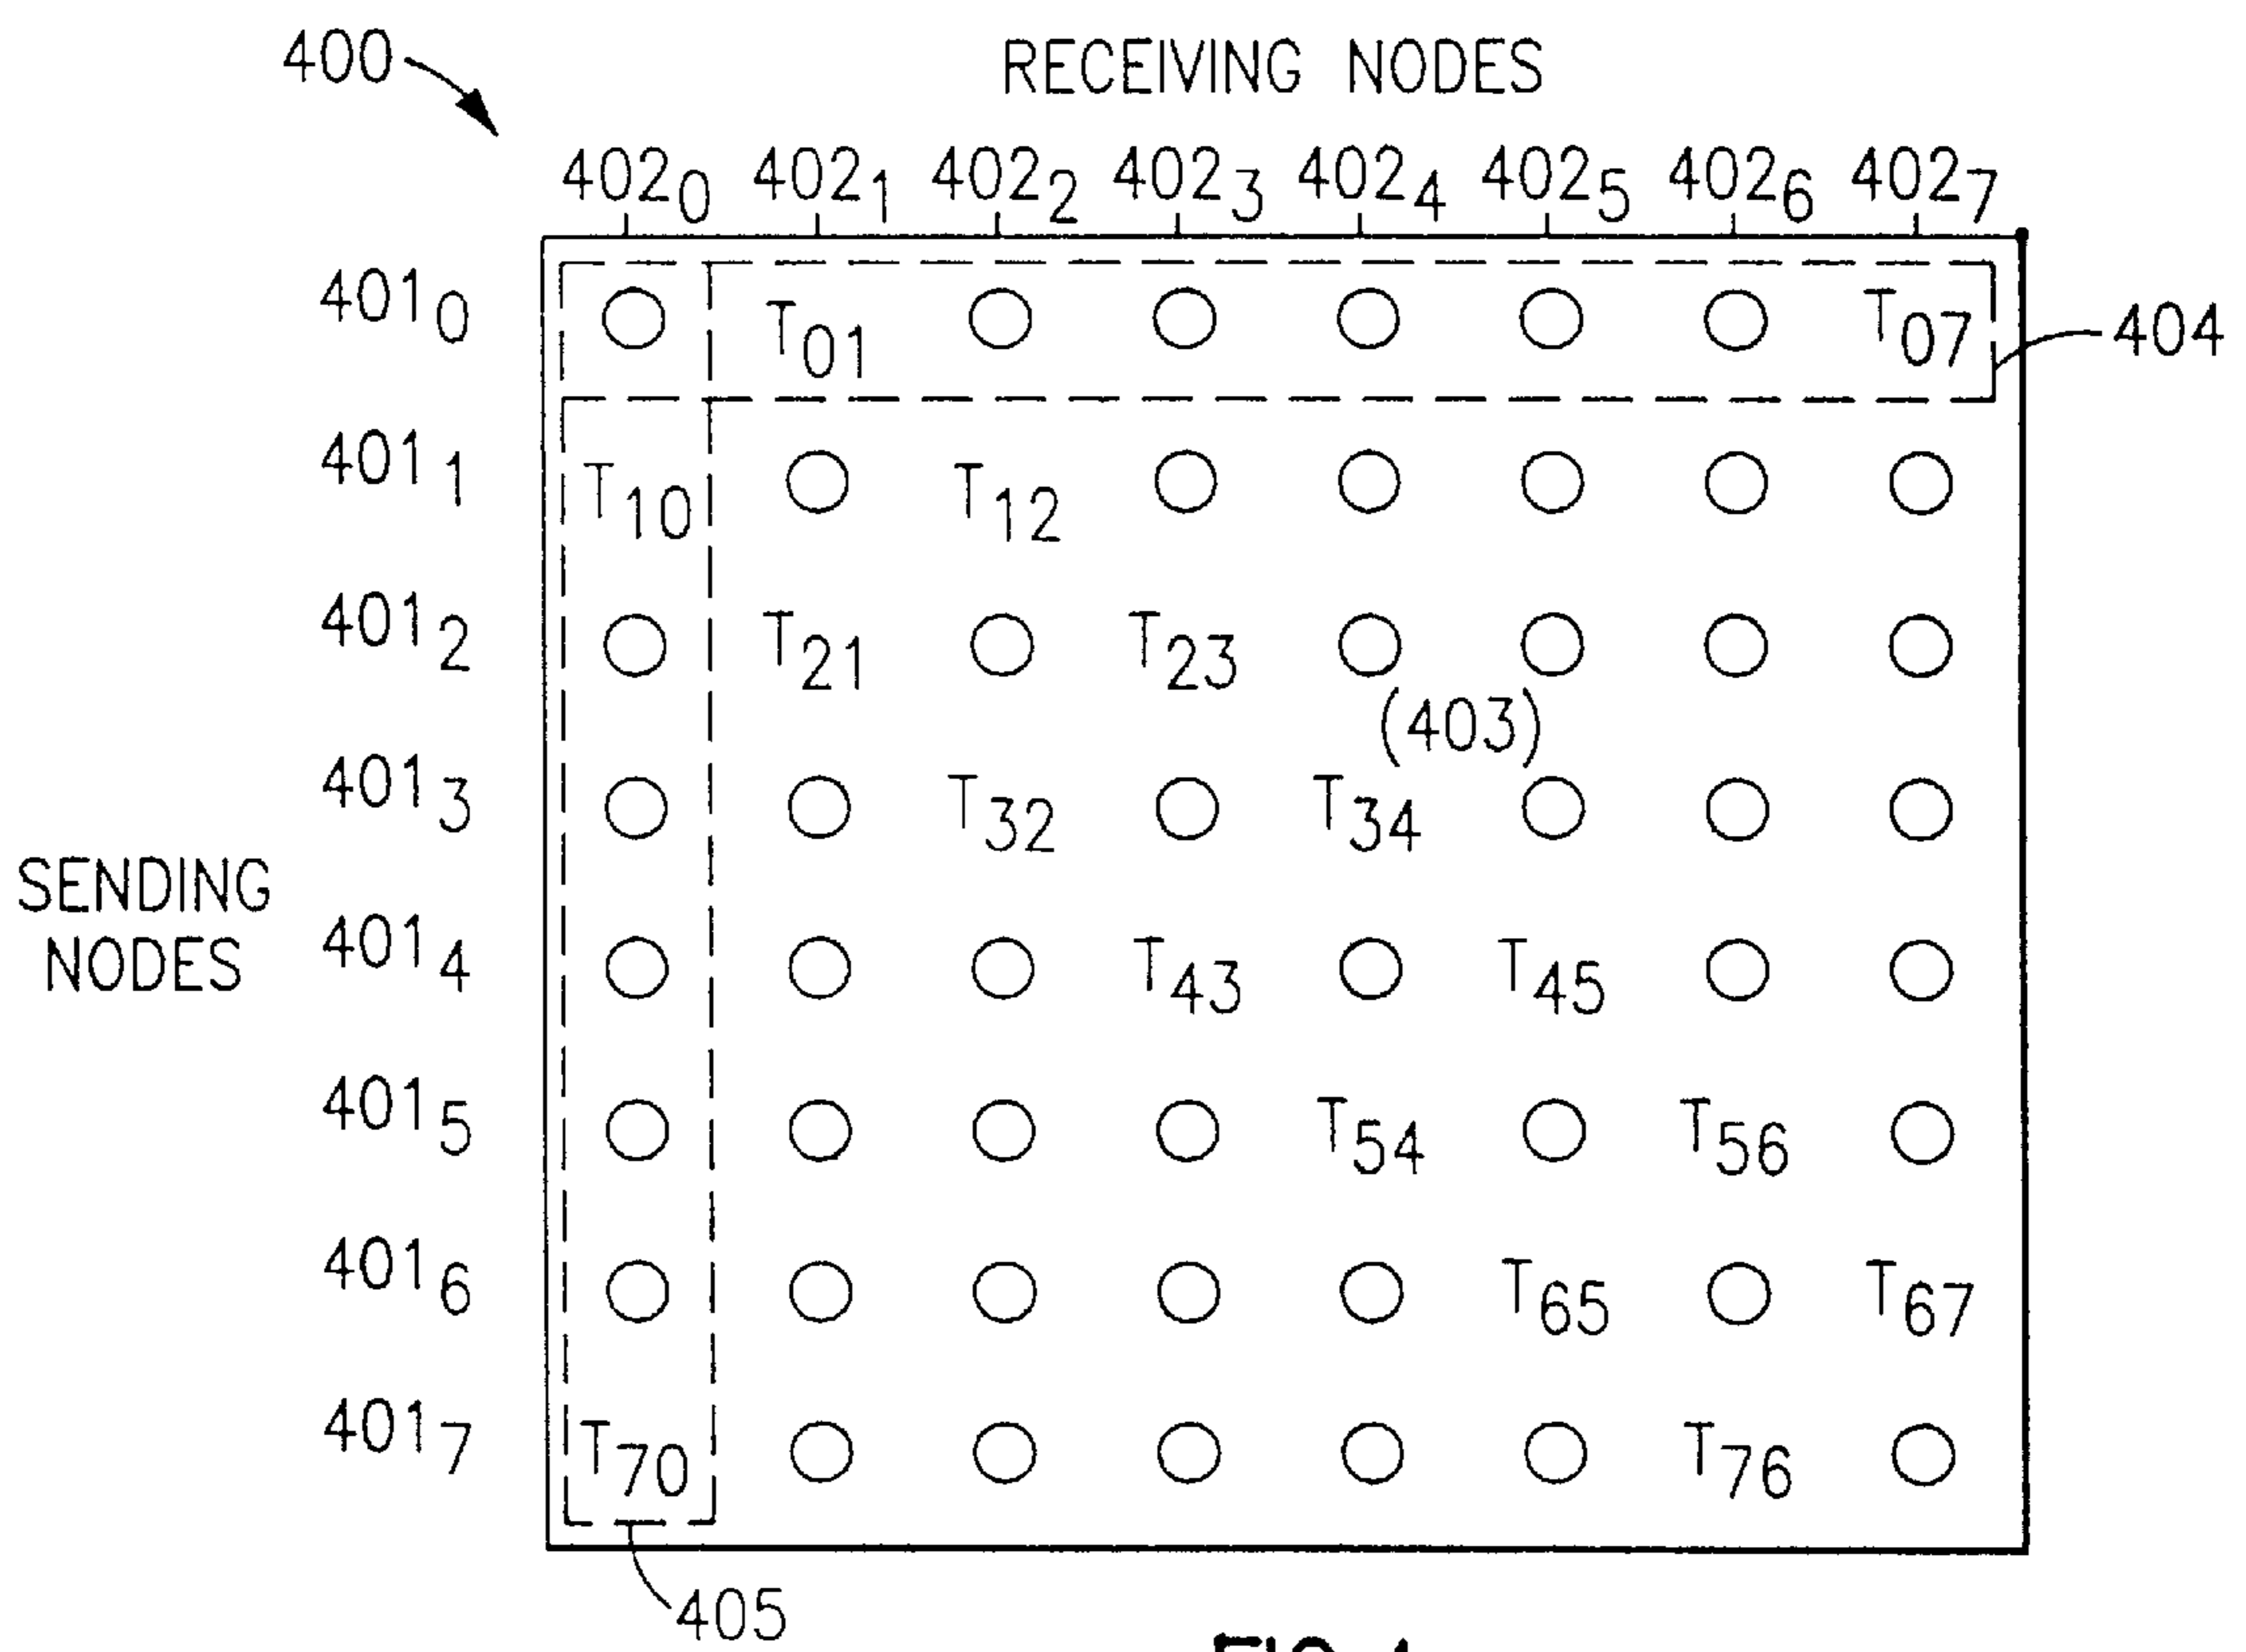 400
RECEIVING NODES
402₀ 402₁ 402₂ 402₃ 402₄ 402₅ 402₆ 402₇
401₀ ○ T₀₁ ○ ○ ○ ○ ○ T₀₇ 404
401₁ T₁₀ ○ T₁₂ ○ ○ ○ ○ ○
401₂ ○ T₂₁ ○ T₂₃ ○ ○ ○ ○
(403)
401₃ ○ ○ T₃₂ ○ T₃₄ ○ ○ ○
SENDING
NODES
401₄ ○ ○ ○ T₄₃ ○ T₄₅ ○ ○
401₅ ○ ○ ○ ○ T₅₄ ○ T₅₆ ○
401₆ ○ ○ ○ ○ ○ T₆₅ ○ T₆₇
401₇ T₇₀ ○ ○ ○ ○ ○ T₇₆ ○
405